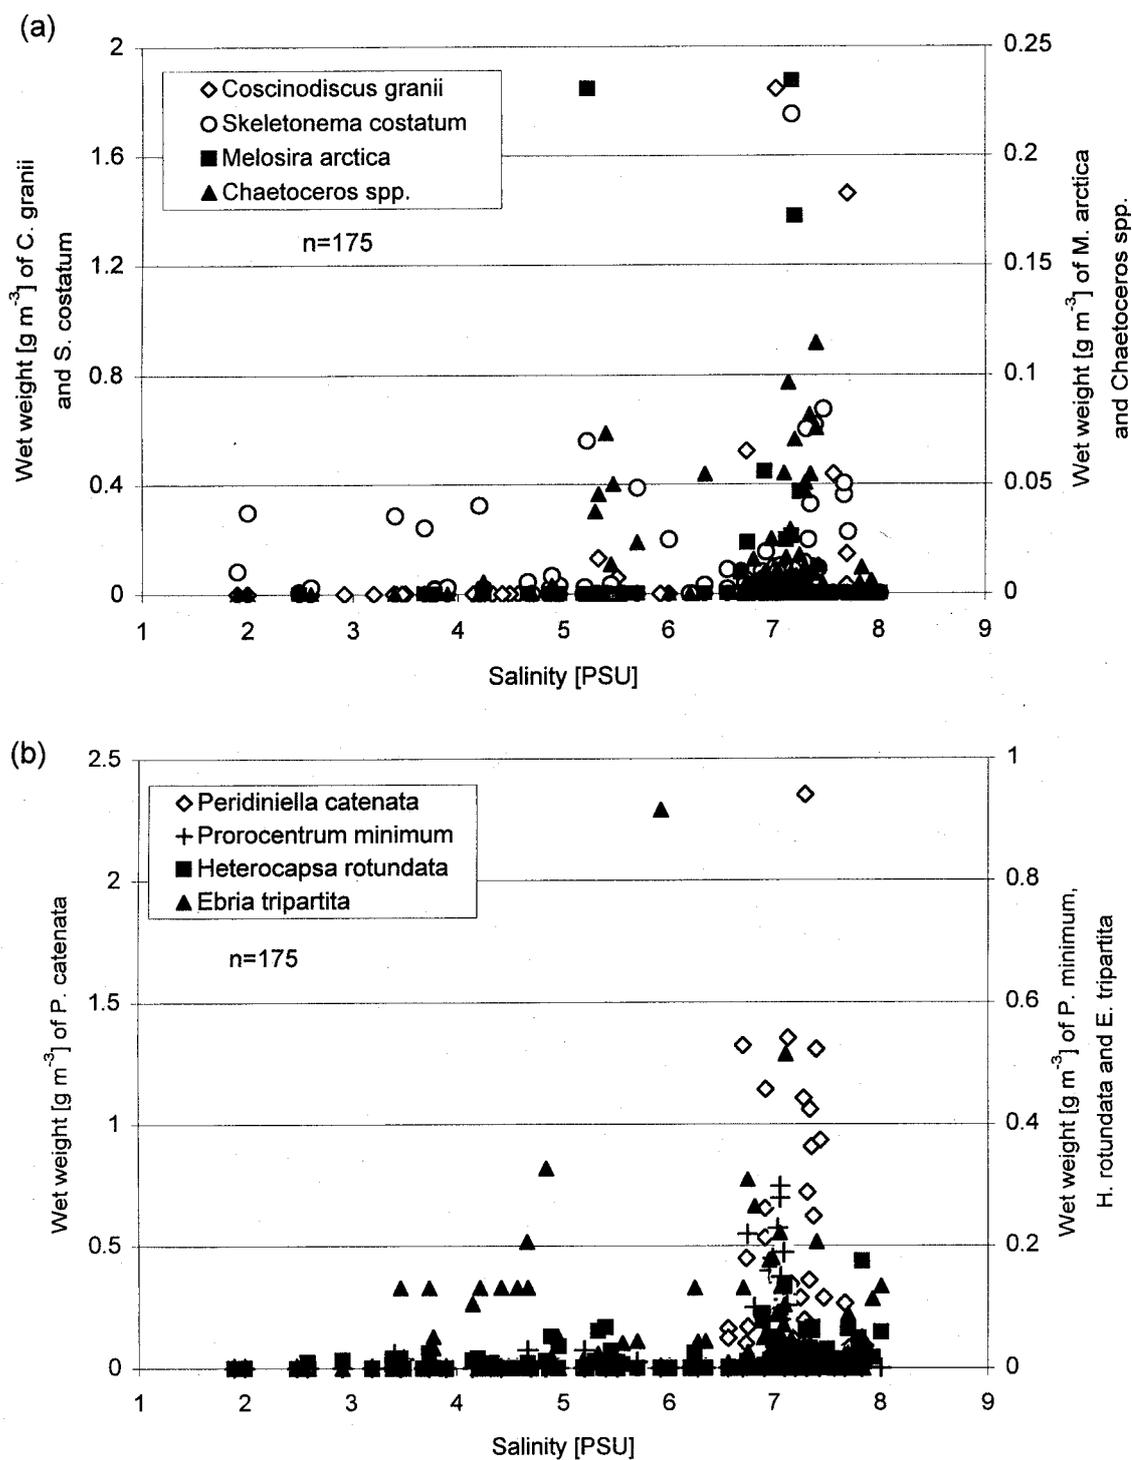 (a)
2
1.6
1.2
0.8
0.4
0
Wet weight [g m-3] of C. granii
and S. costatum
Coscinodiscus granii
Skeletonema costatum
Melosira arctica
Chaetoceros spp.
n=175
0.25
0.2
0.15
0.1
0.05
0
Wet weight [g m-3] of M. arctica
and Chaetoceros spp.
1 2 3 4 5 6 7 8 9
Salinity [PSU]
(b)
2.5
2
1.5
1
0.5
0
Wet weight [g m-3] of P. catenata
Peridiniella catenata
Prorocentrum minimum
Heterocapsa rotundata
Ebria tripartita
n=175
1
0.8
0.6
0.4
0.2
0
Wet weight [g m-3] of P. minimum,
H. rotundata and E. tripartita
1 2 3 4 5 6 7 8 9
Salinity [PSU]